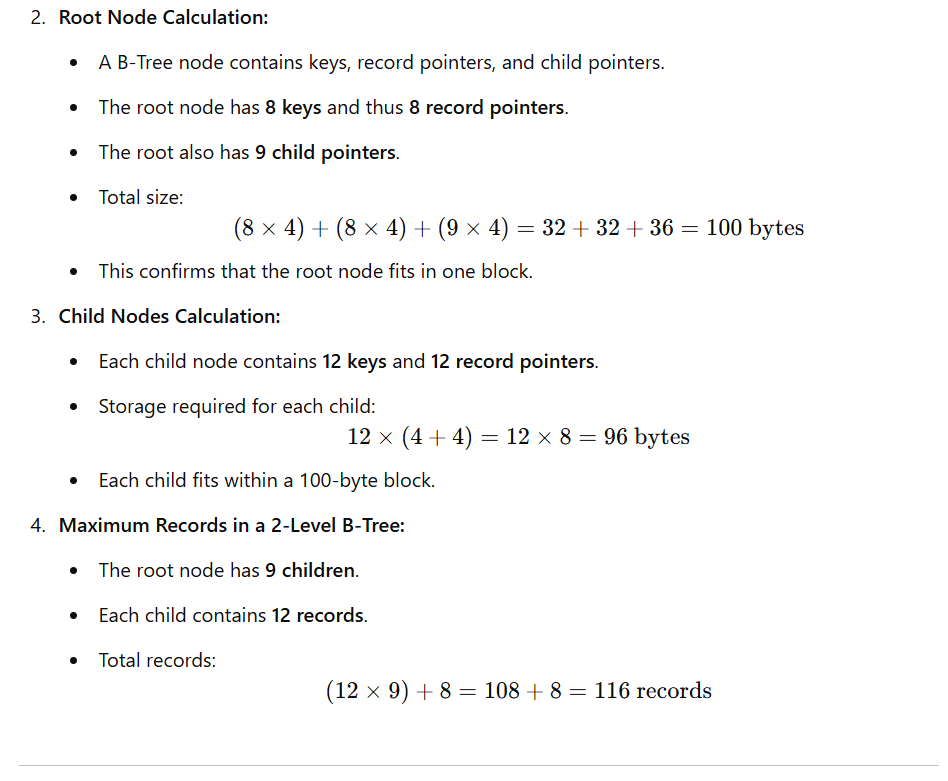 2. Root Node Calculation:
• A B-Tree node contains keys, record pointers, and child pointers.
• The root node has 8 keys and thus 8 record pointers.
• The root also has 9 child pointers.
• Total size:
(8 × 4) + (8 × 4) + (9 × 4) = 32 + 32 + 36 = 100 bytes
• This confirms that the root node fits in one block.
3. Child Nodes Calculation:
• Each child node contains 12 keys and 12 record pointers.
• Storage required for each child:
12 × (4 + 4) = 12 × 8 = 96 bytes
• Each child fits within a 100-byte block.
4. Maximum Records in a 2-Level B-Tree:
• The root node has 9 children.
• Each child contains 12 records.
• Total records:
(12 × 9) + 8 = 108 + 8 = 116 records